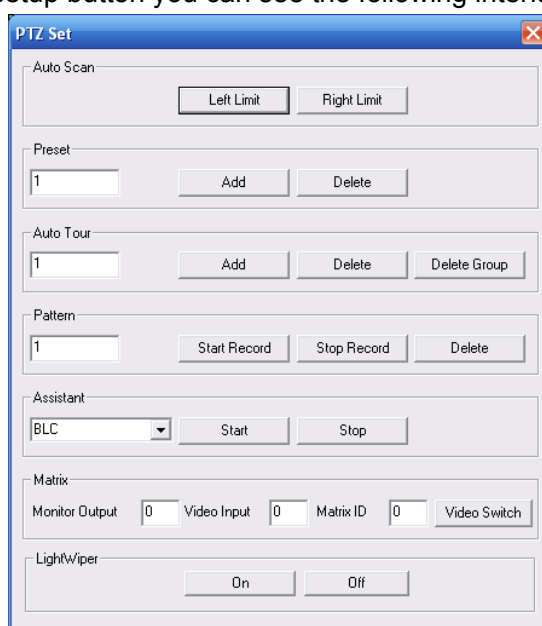 setup button you can see the following interf
PTZ Set
Auto Scan
Left Limit Right Limit
Preset
1 Add Delete
Auto Tour
1 Add Delete Delete Group
Pattern
1 Start Record Stop Record Delete
Assistant
BLC Start Stop
Matrix
Monitor Output 0 Video Input 0 Matrix ID 0 Video Switch
LightWiper
On Off